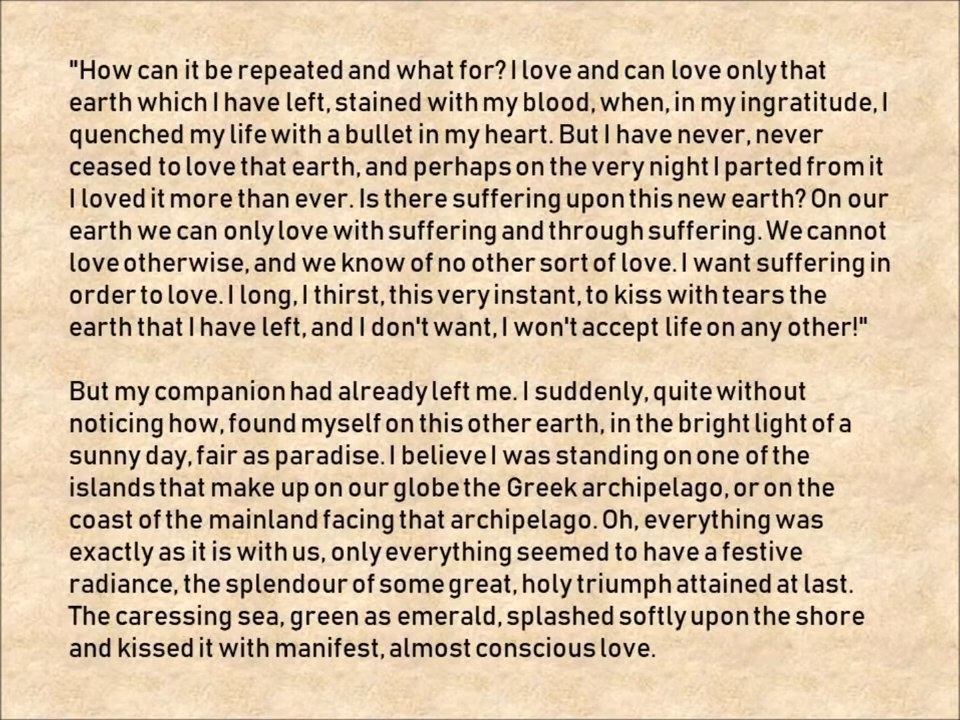 "How can it be repeated and what for? I love and can love only that
earth which I have left, stained with my blood, when, in my ingratitude, I
quenched my life with a bullet in my heart. But I have never, never
ceased to love that earth, and perhaps on the very night I parted from it
I loved it more than ever. Is there suffering upon this new earth? On our
earth we can only love with suffering and through suffering. We cannot
love otherwise, and we know of no other sort of love. I want suffering in
order to love. I long, I thirst, this very instant, to kiss with tears the
earth that I have left, and I don't want, I won't accept life on any other!"

But my companion had already left me. I suddenly, quite without
noticing how, found myself on this other earth, in the bright light of a
sunny day, fair as paradise. I believe I was standing on one of the
islands that make up on our globe the Greek archipelago, or on the
coast of the mainland facing that archipelago. Oh, everything was
exactly as it is with us, only everything seemed to have a festive
radiance, the splendour of some great, holy triumph attained at last.
The caressing sea, green as emerald, splashed softly upon the shore
and kissed it with manifest, almost conscious love.